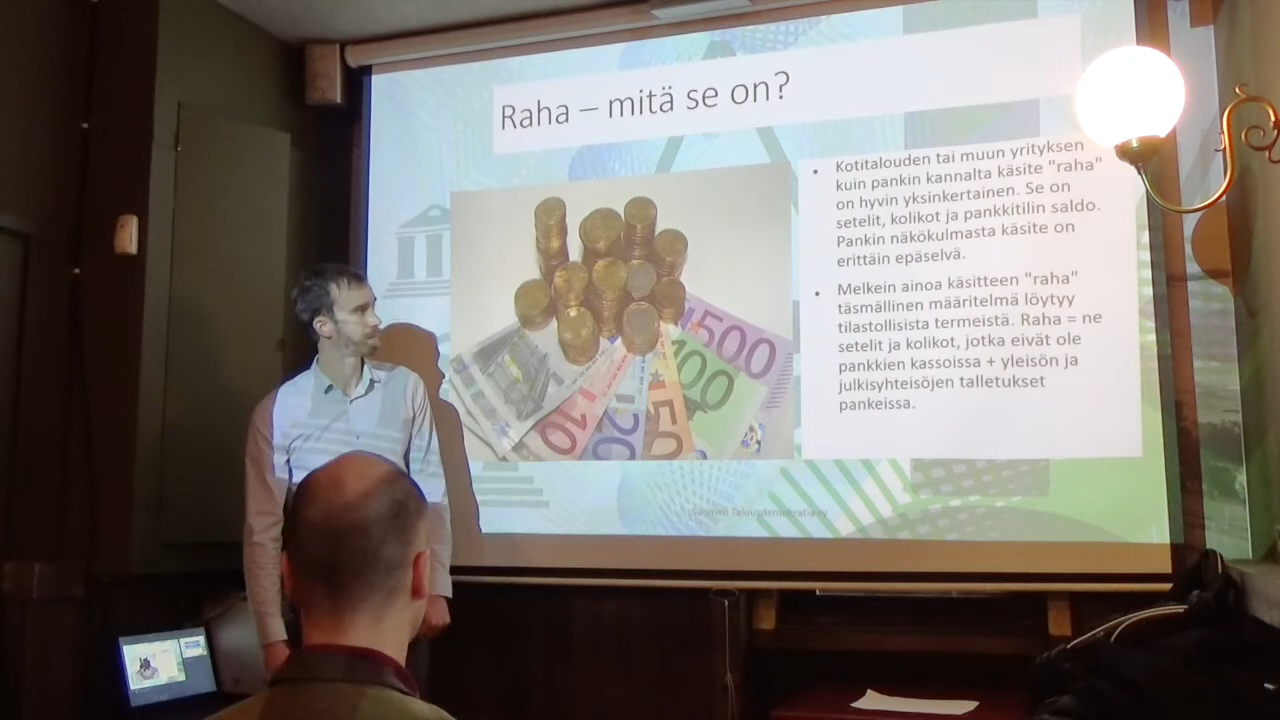 Raha – mitä se on?
• Kotitalouden tai muun yrityksen
kuin pankin kannalta käsite "raha"
on hyvin yksinkertainen. Se on
setelit, kolikot ja pankkitilin saldo.
Pankin näkökulmasta käsite on
erittäin epäselvä.
• Melkein ainoa käsitteen "raha"
täsmällinen määritelmä löytyy
tilastollisista termeistä. Raha = ne
setelit ja kolikot, jotka eivät ole
pankkien kassoissa + yleisön ja
julkisyhteisöjen talletukset
pankeissa.
500
100
50
20
10
Suomen Talousdemokratia ry